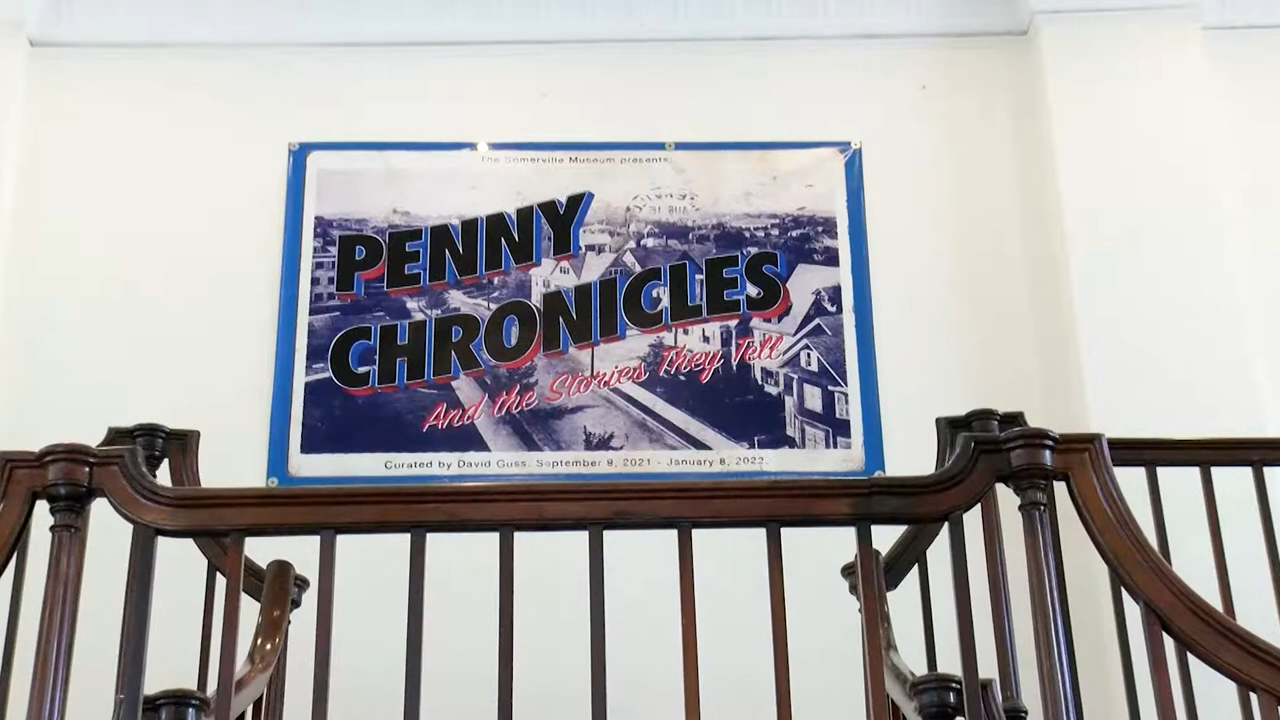 The Somerville Museum presents:
PENNY
CHRONICLES
And the Stories They Tell
Curated by David Guss. September 9, 2021 - January 8, 2022.